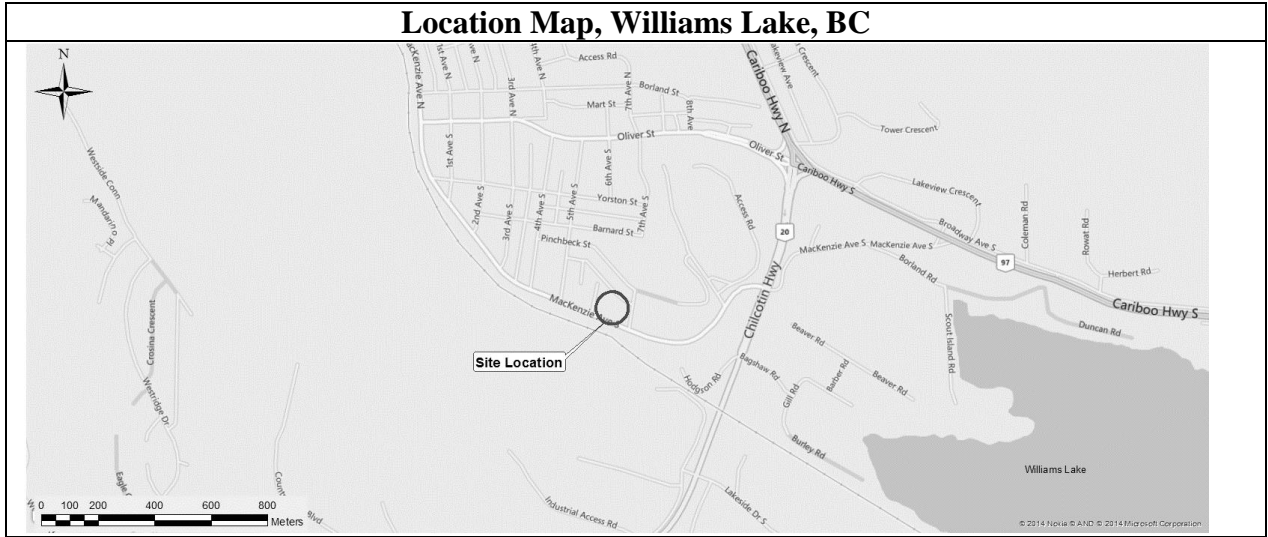 Location Map, Williams Lake, BC
N
MacKenzie Ave N
1st Ave N
3rd Ave N
4th Ave N
Access Rd
7th Ave N
Borland St
Mart St
8th Ave
Oliver St
Oliver St
Cariboo Hwy N
Lakeview Ave
Crescent
Tower Crescent
Cariboo Hwy S
Lakeview Crescent
Broadway Ave S
Coleman Rd
Rowat Rd
Herbert Rd
97
Cariboo Hwy S
Westside Conn
Mandarino Pl
1st Ave S
2nd Ave S
3rd Ave S
4th Ave S
5th Ave S
6th Ave S
7th Ave S
Yorston St
Barnard St
Pinchbeck St
Access Rd
20
MacKenzie Ave S
MacKenzie Ave S
Borland Rd
Duncan Rd
Scout Island Rd
Chilcotin Hwy
MacKenzie Ave S
Site Location
Crosina Crescent
Westridge Dr
Beaver Rd
Beaver Rd
Barber Rd
Bagshaw Rd
Gill Rd
Hodgson Rd
Burley Rd
Williams Lake
Lakeside Dr S
Industrial Access Rd
Eagle
Blvd
0 100 200 400 600 800
Meters
© 2014 Nokia © AND © 2014 Microsoft Corporation